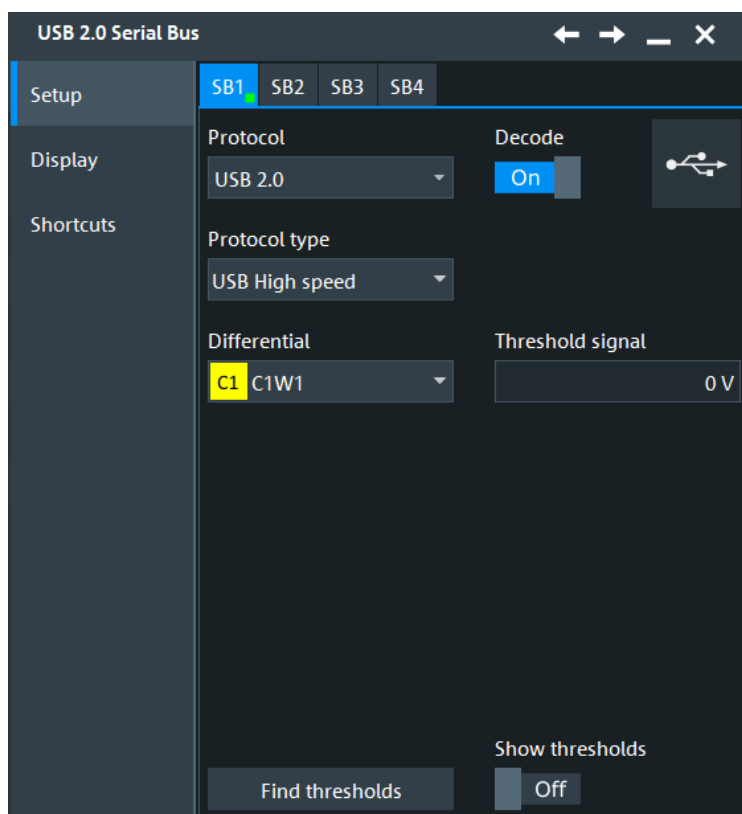 USB 2.0 Serial Bus
Setup
Display
Shortcuts
SB1 SB2 SB3 SB4
Protocol
USB 2.0
Decode
On
Protocol type
USB High speed
Differential
C1 C1W1
Threshold signal
0 V
Find thresholds
Show thresholds
Off